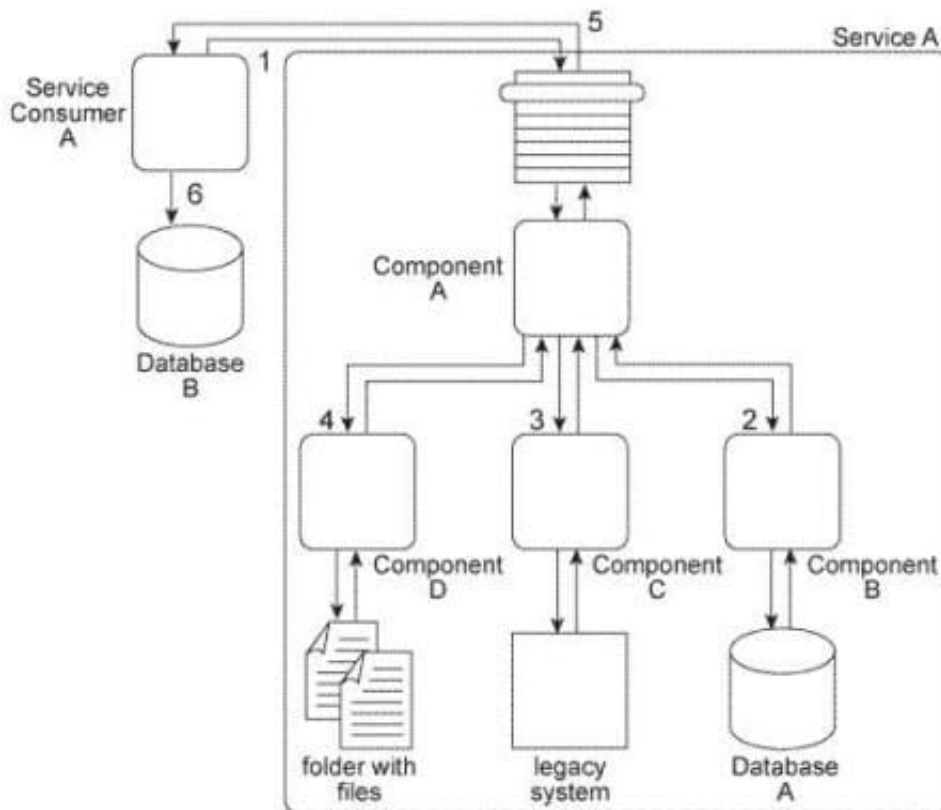 5
Service A
1
Service
Consumer
A
6
Database
B
Component
A
4
3
2
Component
D
Component
C
Component
B
folder with
files
legacy
system
Database
A